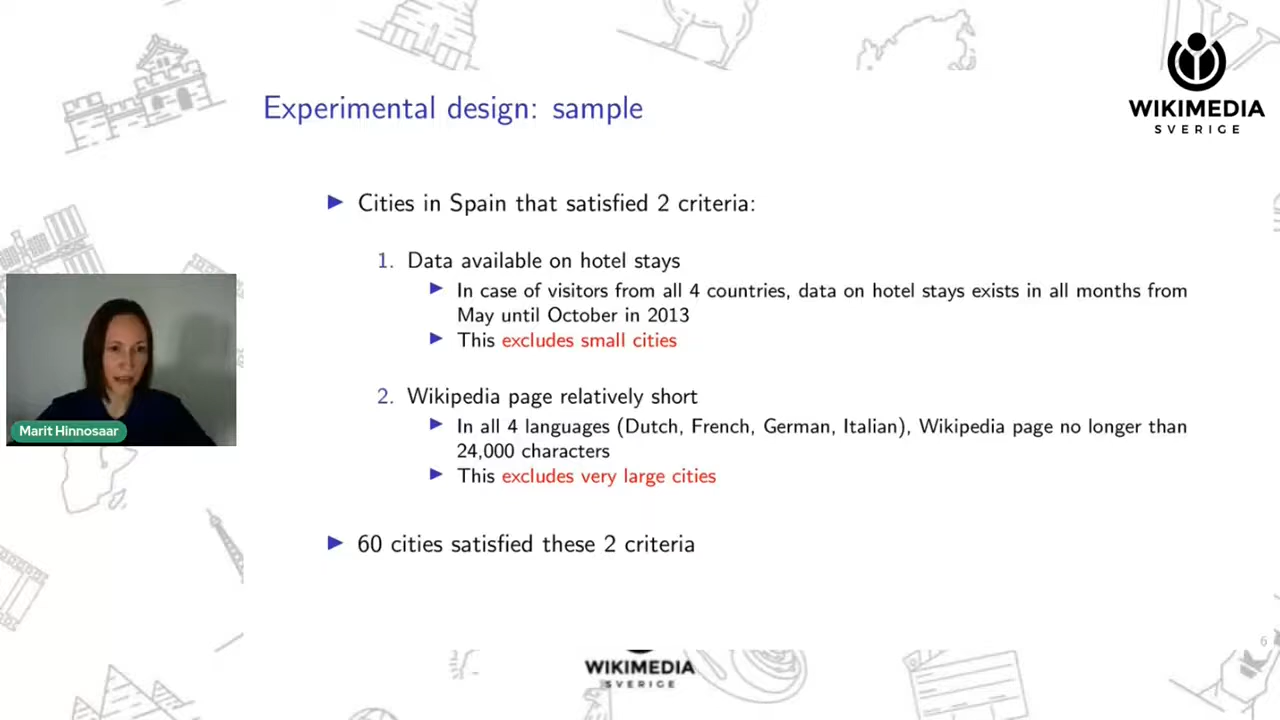 WIKIMEDIA
SVERIGE
Experimental design: sample
▶ Cities in Spain that satisfied 2 criteria:
1. Data available on hotel stays
▶ In case of visitors from all 4 countries, data on hotel stays exists in all months from
May until October in 2013
▶ This excludes small cities
2. Wikipedia page relatively short
▶ In all 4 languages (Dutch, French, German, Italian), Wikipedia page no longer than
24,000 characters
▶ This excludes very large cities
▶ 60 cities satisfied these 2 criteria
Marit Hinnosaar
6
WIKIMEDIA
SVERIGE